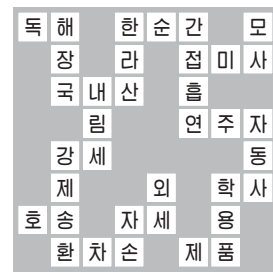 독 해 한 순 간 모
장 라 접 미 사
국 내 산 흡
림 연 주 자
강 세 동
제 외 학 사
호 송 자 세 용
환 차 손 제 품